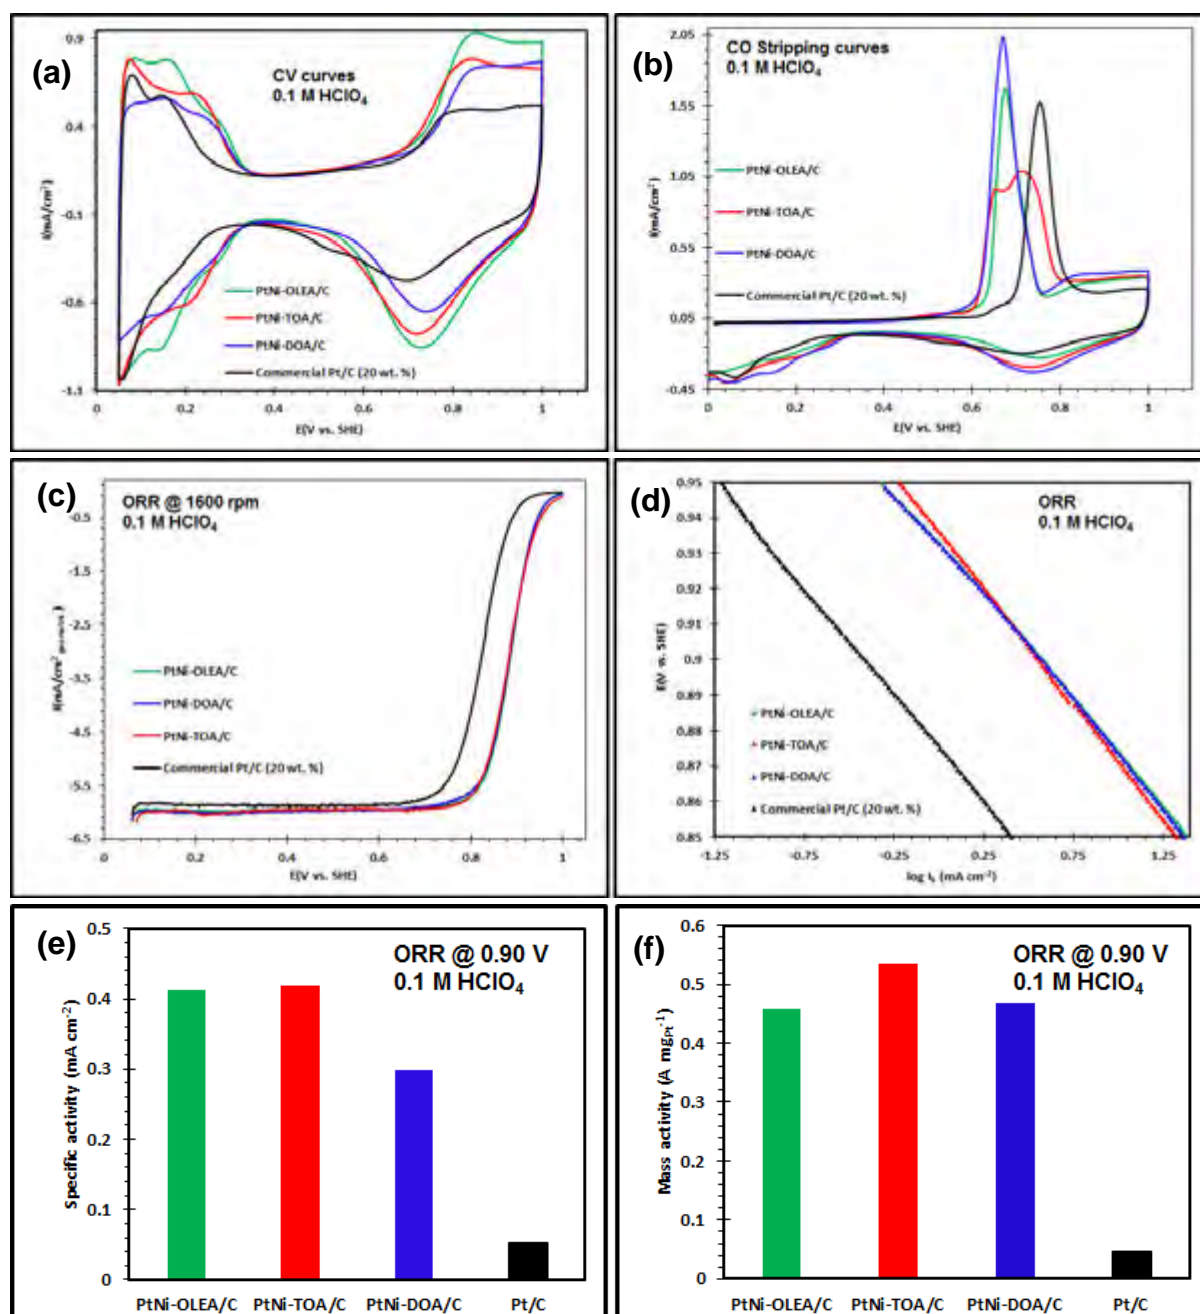 (a)
CV curves
0.1 M HClO₄
0.9
0.4
-0.6
-1.1
I(mA/cm²)
PtNi-OLEA/C
PtNi-TOA/C
PtNi-DOA/C
Commercial Pt/C (20 wt. %)
0
0.2
0.4
0.6
0.8
1
E(V vs. SHE)
(b)
CO Stripping curves
0.1 M HClO₄
2.05
1.55
1.05
0.55
0.05
-0.45
I(mA/cm²)
PtNi-OLEA/C
PtNi-TOA/C
PtNi-DOA/C
Commercial Pt/C (20 wt. %)
0
0.2
0.4
0.6
0.8
1
E(V vs. SHE)
(c)
ORR @ 1600 rpm
0.1 M HClO₄
-0.5
-1.5
-2.5
-3.5
-4.5
-5.5
-6.5
I(mA/cm²
PtNi-OLEA/C
PtNi-DOA/C
PtNi-TOA/C
Commercial Pt/C (20 wt. %)
0
0.2
0.4
0.6
0.8
1
E(V vs. SHE)
(d)
ORR
0.1 M HClO₄
0.95
0.94
0.93
0.92
0.91
0.9
0.89
0.88
0.87
0.86
0.85
E(V vs. SHE)
PtNi-OLEA/C
PtNi-TOA/C
PtNi-DOA/C
Commercial Pt/C (20 wt. %)
-1.25
-0.75
-0.25
0.25
0.75
1.25
log iₖ (mA cm⁻²)
(e)
ORR @ 0.90 V
0.1 M HClO₄
0.5
0.4
0.3
0.2
0.1
0
Specific activity (mA cm⁻²)
PtNi-OLEA/C PtNi-TOA/C PtNi-DOA/C Pt/C
(f)
ORR @ 0.90 V
0.1 M HClO₄
0.6
0.5
0.4
0.3
0.2
0.1
0
Mass activity (A mgPt⁻¹)
PtNi-OLEA/C PtNi-TOA/C PtNi-DOA/C Pt/C